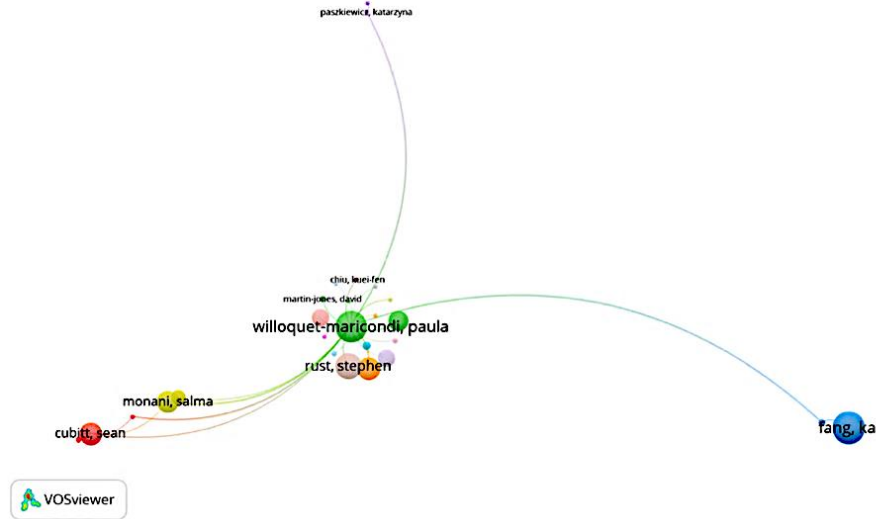 paszkiewicz, katarzyna
chiu, kuei-fen
martin-jones, david
willoquet-maricondi, paula
rust, stephen
monani, salma
cubitt, sean
fang, ka
VOSviewer